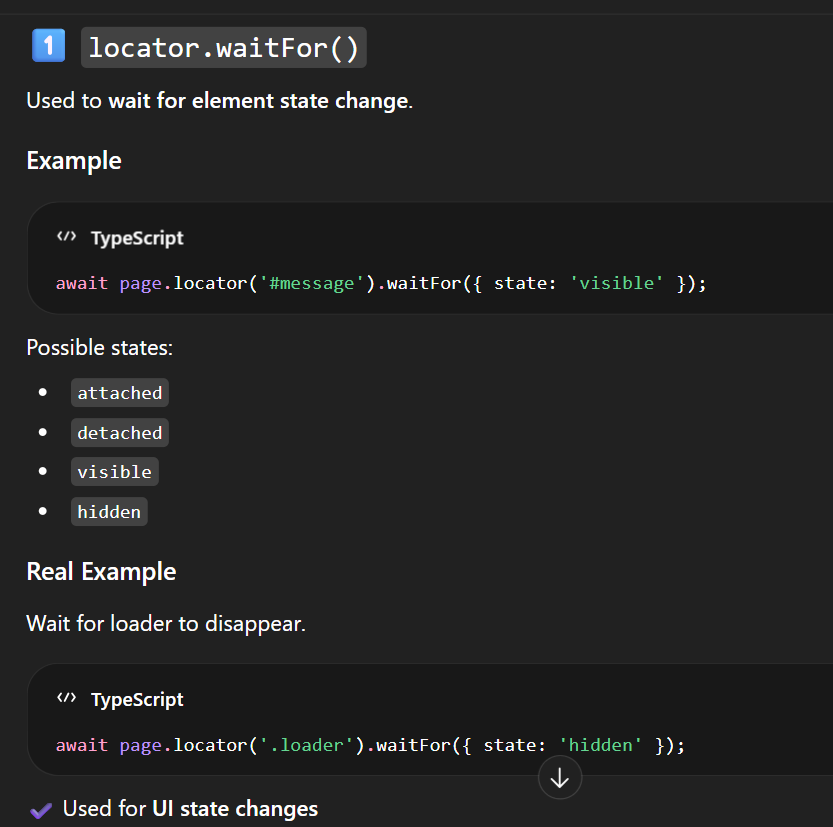 1 locator.waitFor()
Used to wait for element state change.
Example
</> TypeScript
await page.locator('#message').waitFor({ state: 'visible' });
Possible states:
• attached
• detached
• visible
• hidden
Real Example
Wait for loader to disappear.
</> TypeScript
await page.locator('.loader').waitFor({ state: 'hidden' });
✔ Used for UI state changes